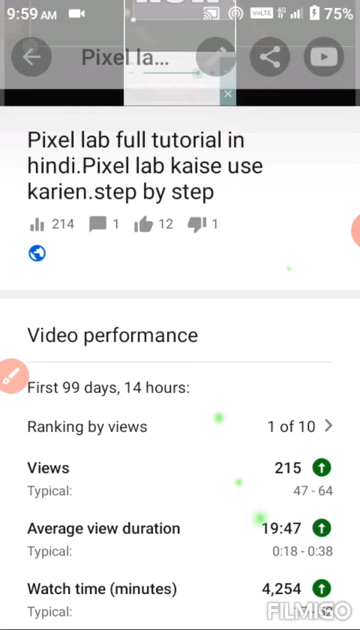 9:59 AM VoLTE 4G 75%
Pixel la...
Pixel lab full tutorial in
hindi.Pixel lab kaise use
karien.step by step
214 1 12 1
Video performance
First 99 days, 14 hours:
Ranking by views 1 of 10
Views 215
Typical: 47 - 64
Average view duration 19:47
Typical: 0:18 - 0:38
Watch time (minutes) 4,254
Typical:
FILMIGO